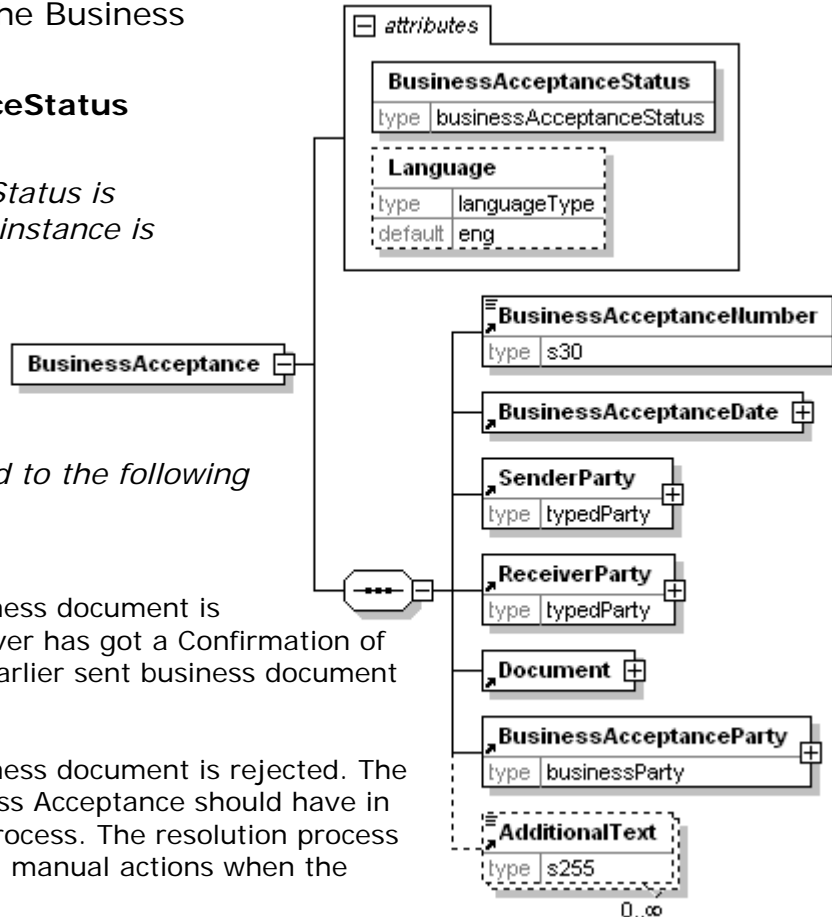 ne Business
ceStatus
Status is
instance is
d to the following
ness document is
ver has got a Confirmation of
arlier sent business document
ness document is rejected. The
ss Acceptance should have in
rocess. The resolution process
manual actions when the
attributes
BusinessAcceptanceStatus
type businessAcceptanceStatus
Language
type languageType
default eng
BusinessAcceptance
BusinessAcceptanceNumber
type s30
BusinessAcceptanceDate
SenderParty
type typedParty
ReceiverParty
type typedParty
Document
BusinessAcceptanceParty
type businessParty
AdditionalText
type s255
0..∞